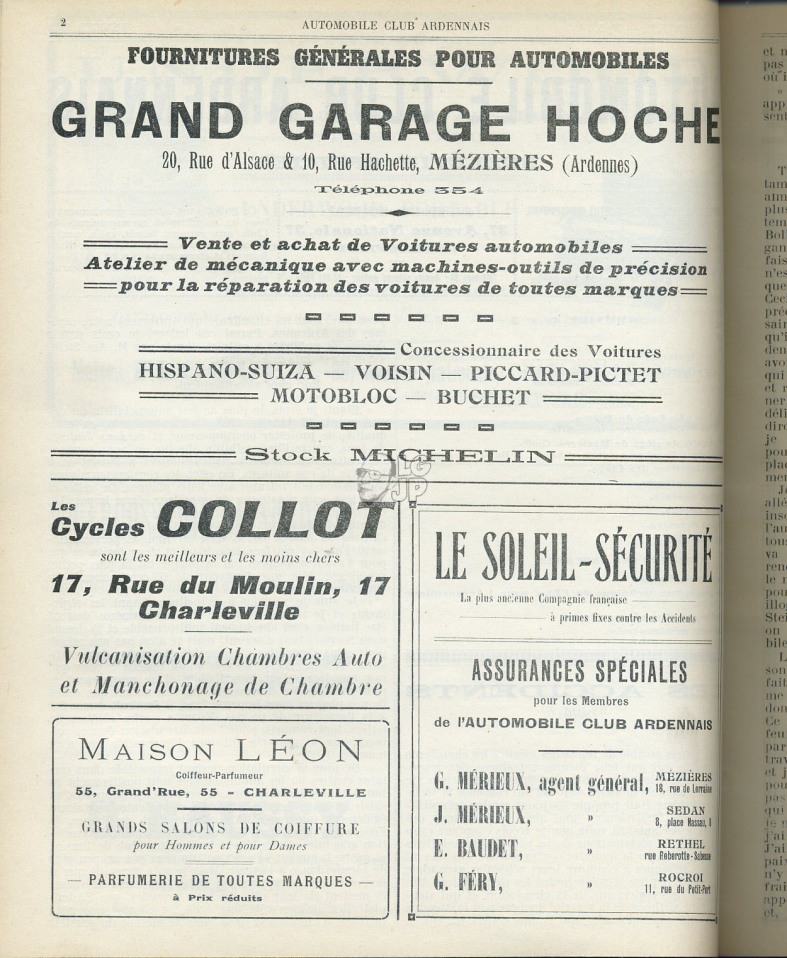 2
AUTOMOBILE CLUB ARDENNAIS
FOURNITURES GÉNÉRALES POUR AUTOMOBILES
GRAND GARAGE HOCHE
20, Rue d'Alsace & 10, Rue Hachette, MÉZIÈRES (Ardennes)
Téléphone 354
Vente et achat de Voitures automobiles
Atelier de mécanique avec machines-outils de précision
pour la réparation des voitures de toutes marques
Concessionnaire des Voitures
HISPANO-SUIZA — VOISIN — PICCARD-PICTET
MOTOBLOC — BUCHET
Stock MICHELIN
LG
JP
Les
Cycles COLLOT
sont les meilleurs et les moins chers
17, Rue du Moulin, 17
Charleville
Vulcanisation Chambres Auto
et Manchonage de Chambre
MAISON LÉON
Coiffeur-Parfumeur
55, Grand'Rue, 55 - CHARLEVILLE
GRANDS SALONS DE COIFFURE
pour Hommes et pour Dames
— PARFUMERIE DE TOUTES MARQUES —
à Prix réduits
LE SOLEIL-SÉCURITÉ
La plus ancienne Compagnie française
à primes fixes contre les Accidents
ASSURANCES SPÉCIALES
pour les Membres
de l'AUTOMOBILE CLUB ARDENNAIS
G. MÉRIEUX, agent général, MÉZIÈRES
18, rue de Lorraine
J. MÉRIEUX, » SEDAN
8, place Nassau, 8
E. BAUDET, » RETHEL
rue Reberotte-
G. FÉRY, » ROCROI
11, rue du Petit-Port